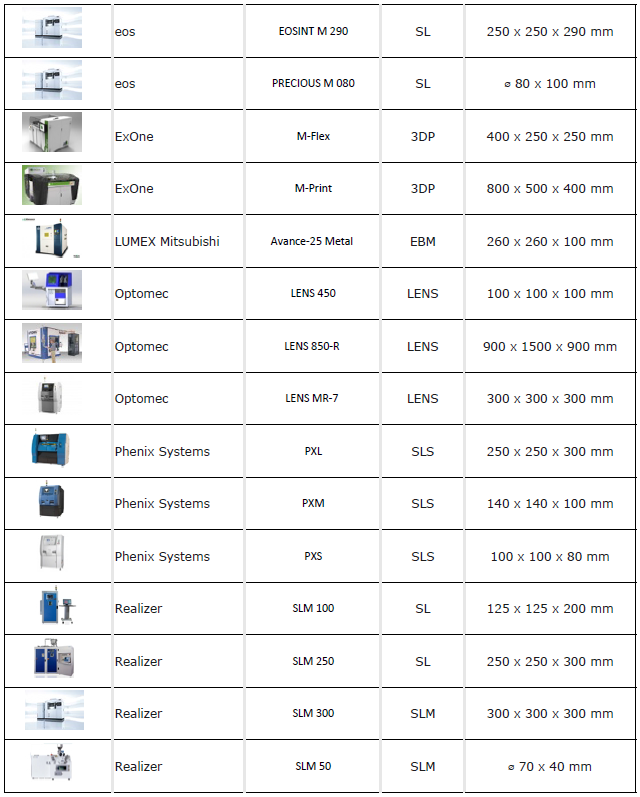 eos EOSINT M 290 SL 250 x 250 x 290 mm
eos PRECIOUS M 080 SL ⌀ 80 x 100 mm
ExOne M-Flex 3DP 400 x 250 x 250 mm
ExOne M-Print 3DP 800 x 500 x 400 mm
LUMEX Mitsubishi Avance-25 Metal EBM 260 x 260 x 100 mm
Optomec LENS 450 LENS 100 x 100 x 100 mm
Optomec LENS 850-R LENS 900 x 1500 x 900 mm
Optomec LENS MR-7 LENS 300 x 300 x 300 mm
Phenix Systems PXL SLS 250 x 250 x 300 mm
Phenix Systems PXM SLS 140 x 140 x 100 mm
Phenix Systems PXS SLS 100 x 100 x 80 mm
Realizer SLM 100 SL 125 x 125 x 200 mm
Realizer SLM 250 SL 250 x 250 x 300 mm
Realizer SLM 300 SLM 300 x 300 x 300 mm
Realizer SLM 50 SLM ⌀ 70 x 40 mm